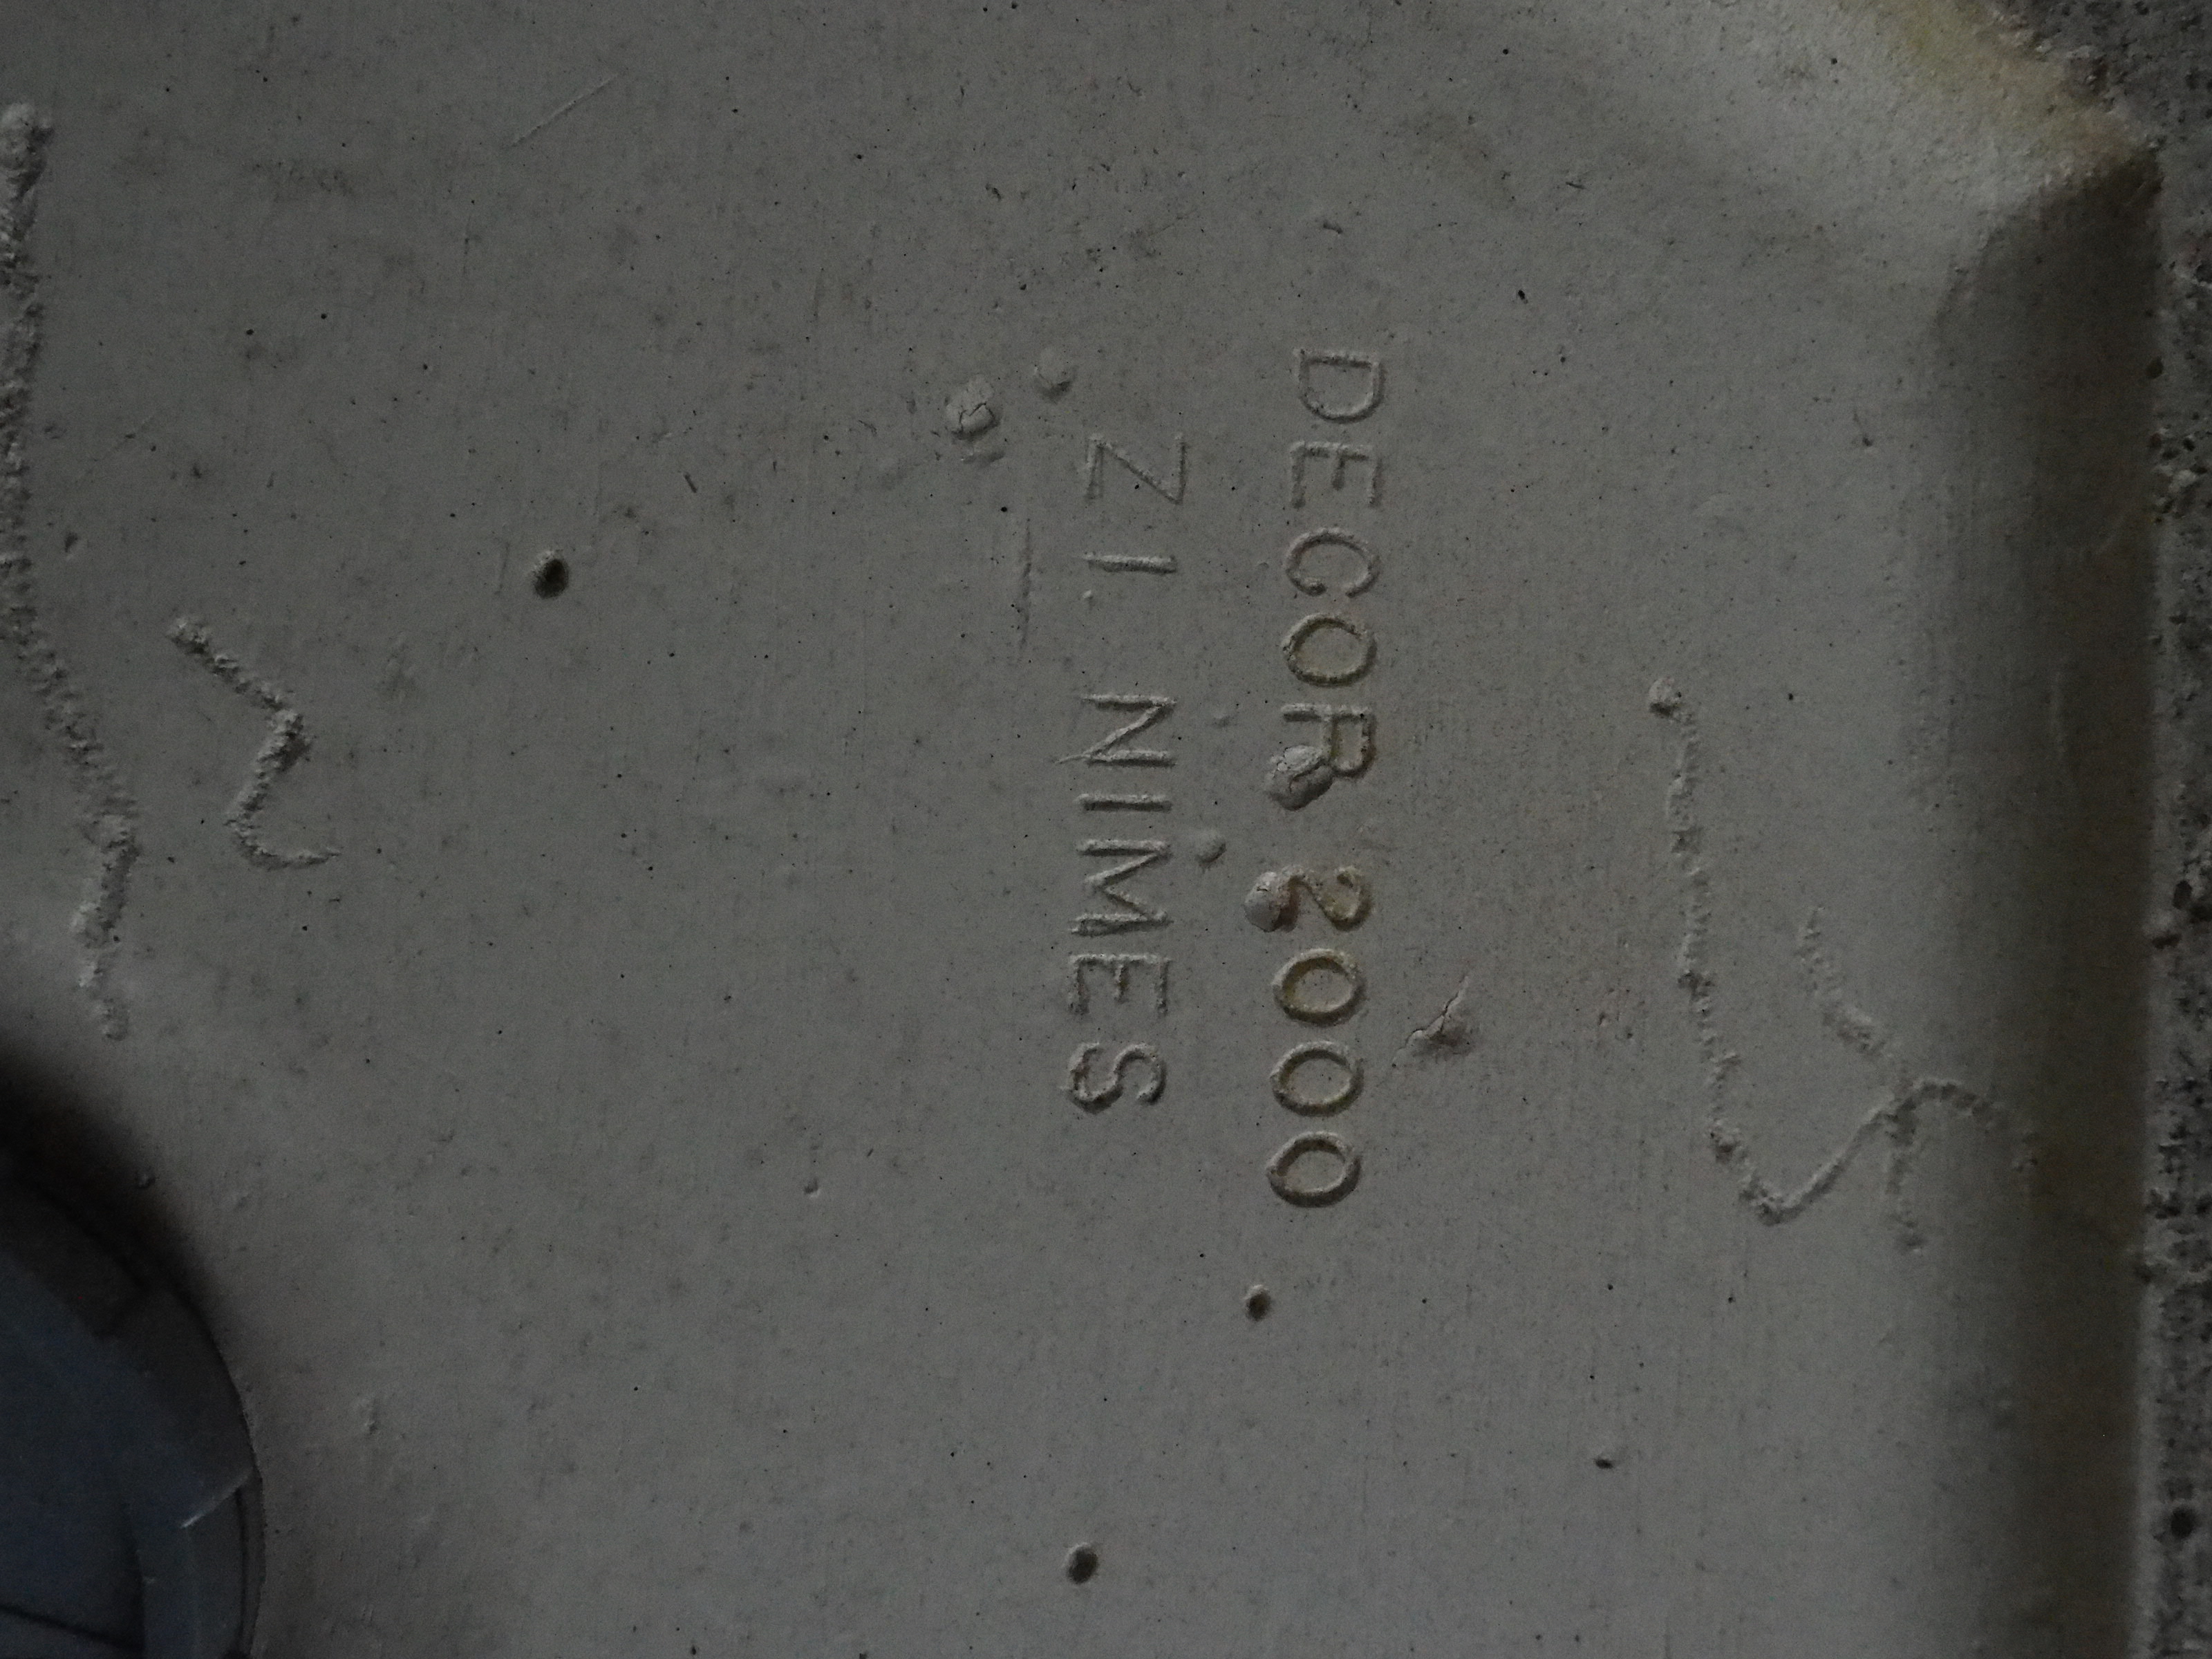 DECOR 2000
Z I NIMES